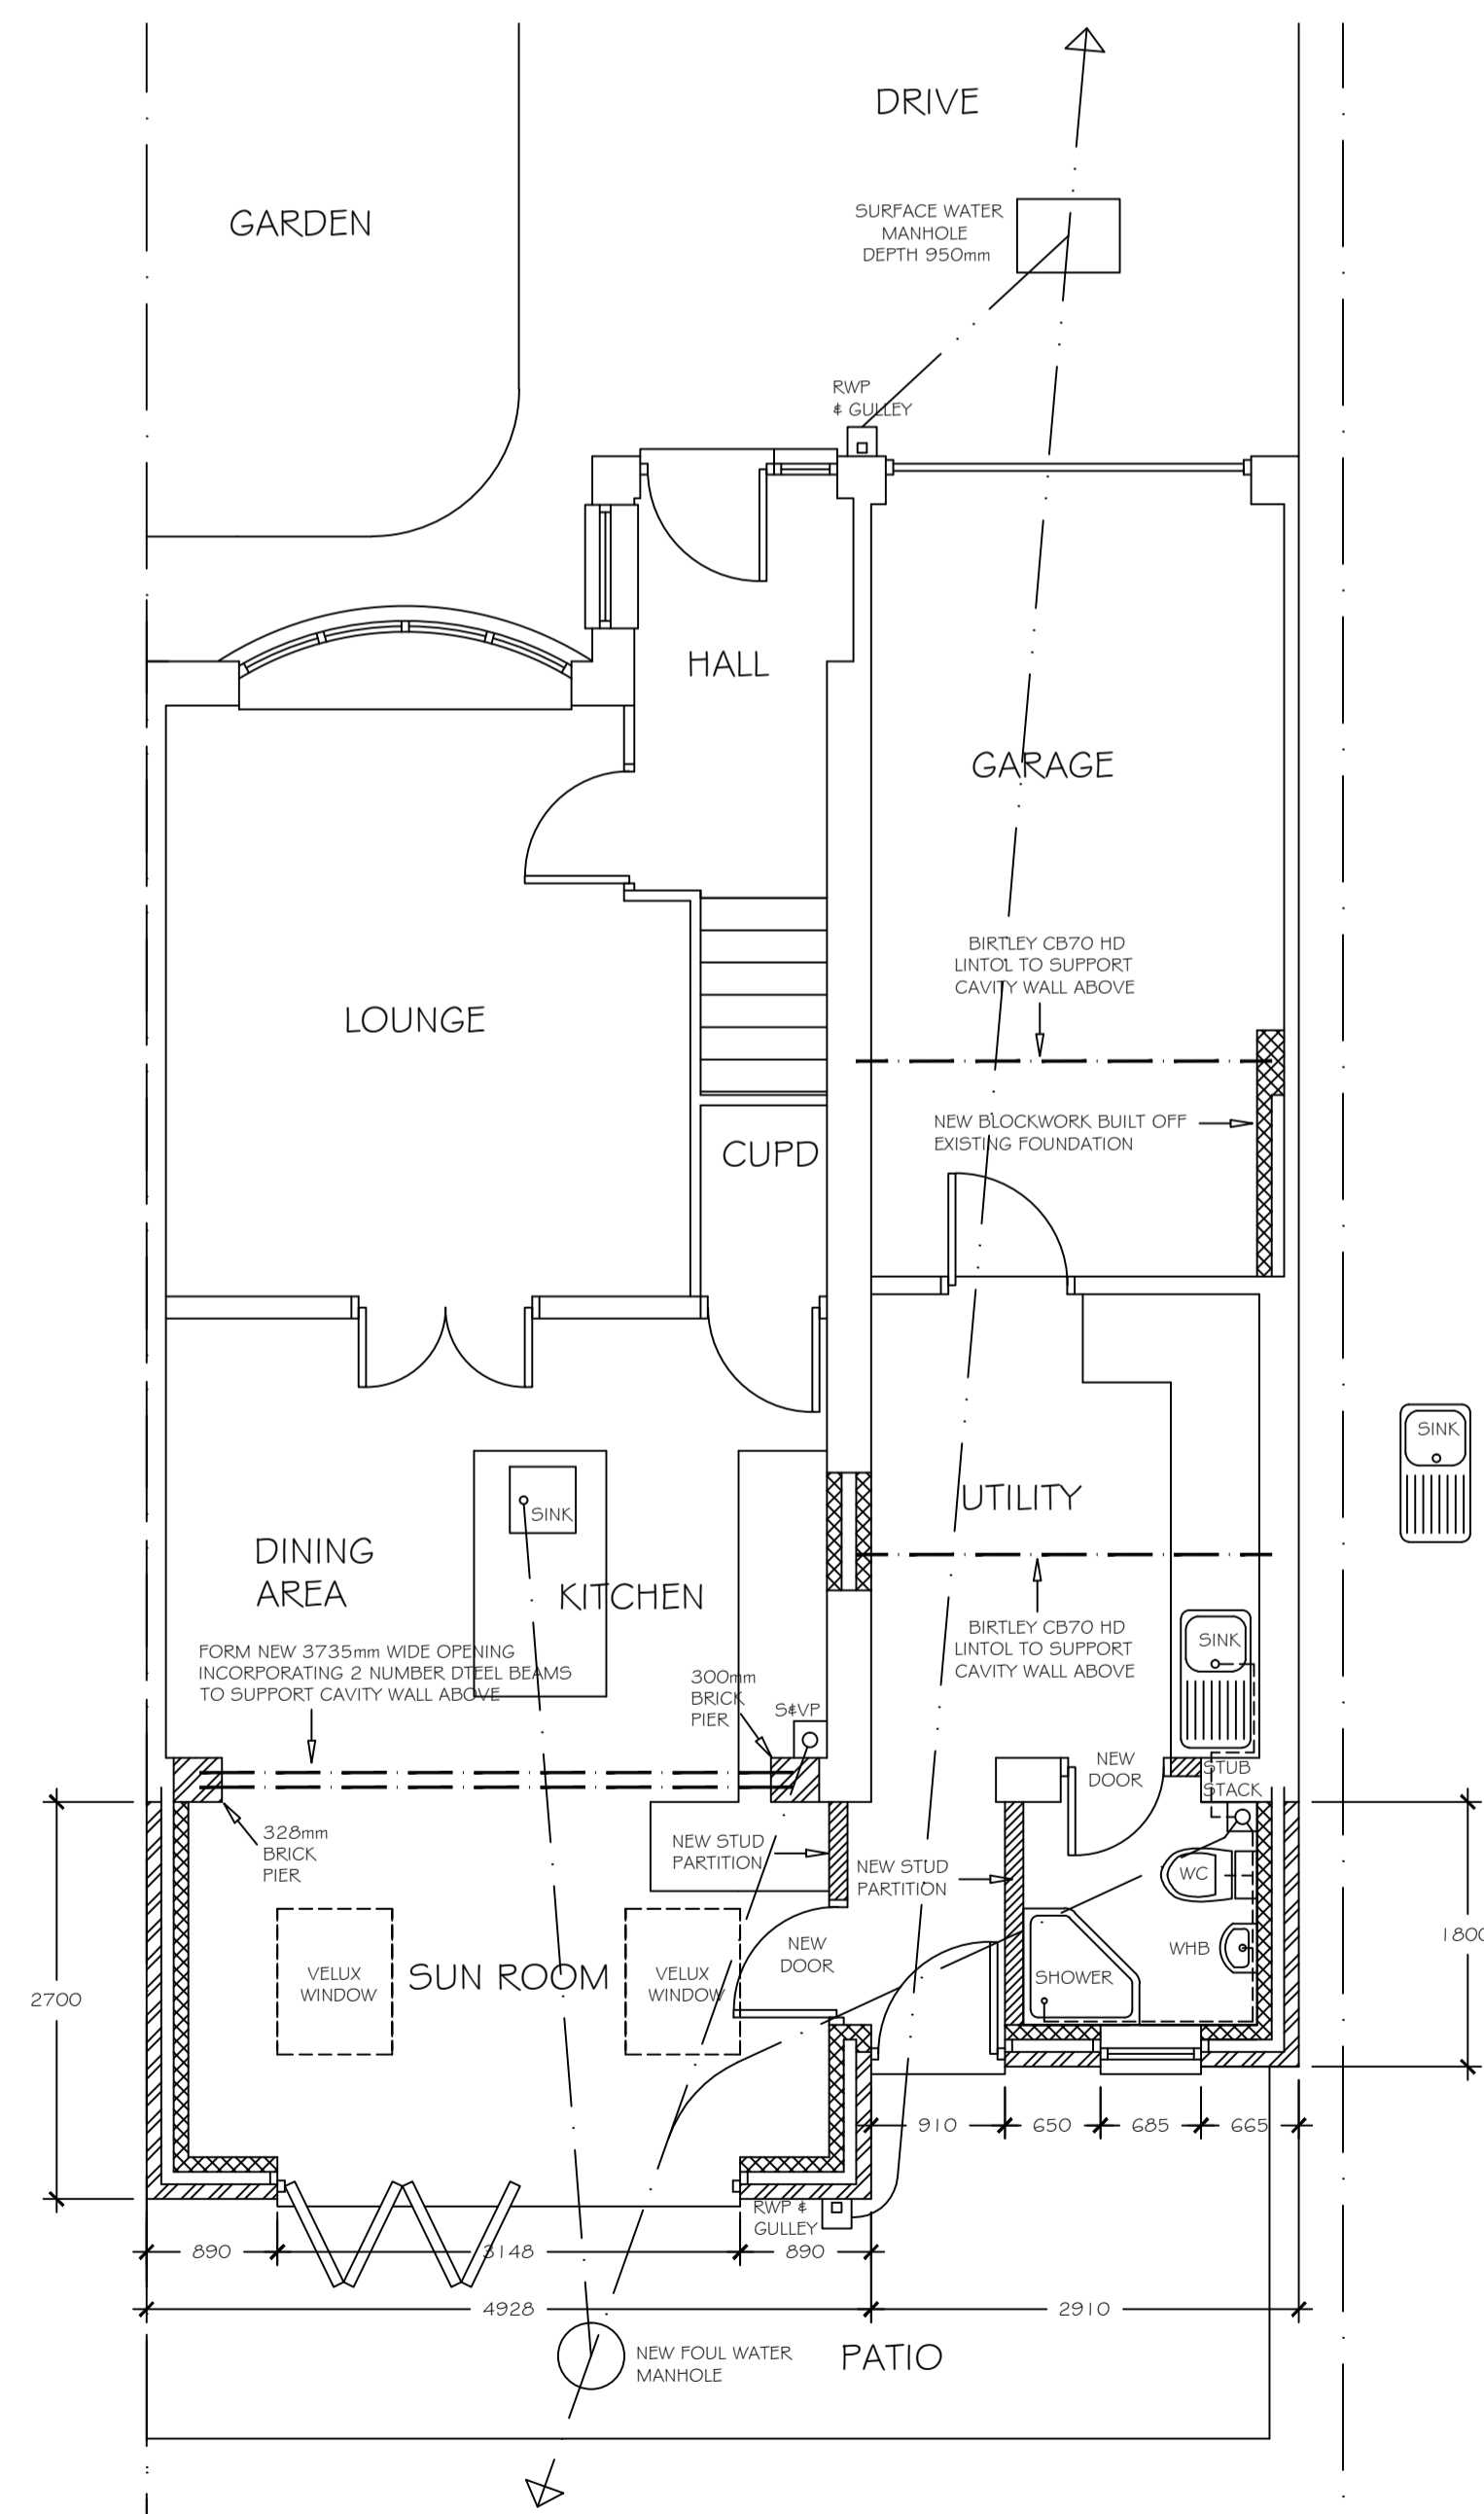 DRIVE
GARDEN
SURFACE WATER
MANHOLE
DEPTH 950mm
RWP
& GULLEY
HALL
GARAGE
BIRTLEY CB70 HD
LINTOL TO SUPPORT
CAVITY WALL ABOVE
LOUNGE
NEW BLOCKWORK BUILT OFF
EXISTING FOUNDATION
CUPD
SINK
UTILITY
SINK
DINING
AREA
KITCHEN
FORM NEW 3735mm WIDE OPENING
INCORPORATING 2 NUMBER DTEEL BEAMS
TO SUPPORT CAVITY WALL ABOVE
BIRTLEY CB70 HD
LINTOL TO SUPPORT
CAVITY WALL ABOVE
SINK
300mm
BRICK
PIER
S&VP
NEW
DOOR
STUB
STACK
328mm
BRICK
PIER
NEW STUD
PARTITION
NEW STUD
PARTITION
WC
1800
WHB
NEW
DOOR
SHOWER
VELUX
WINDOW
SUN ROOM
VELUX
WINDOW
2700
910
650
685
665
RWP &
GULLEY
890
3148
890
4928
2910
NEW FOUL WATER
MANHOLE
PATIO